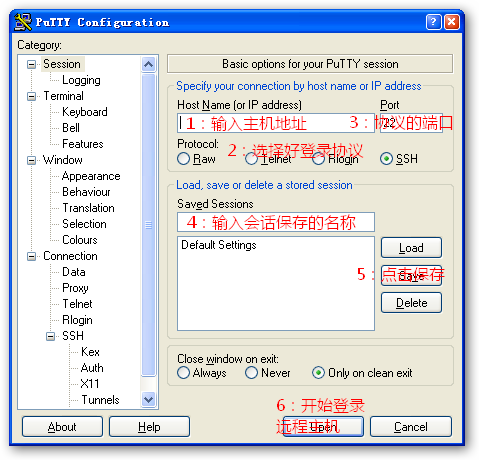 PuTTY Configuration
Category:
Session
Logging
Terminal
Keyboard
Bell
Features
Window
Appearance
Behaviour
Translation
Selection
Colours
Connection
Data
Proxy
Telnet
Rlogin
SSH
Kex
Auth
X11
Tunnels
Basic options for your PuTTY session
Specify your connection by host name or IP address
Host Name (or IP address)
Port
1：输入主机地址
22
3：协议的端口
Protocol:
2：选择好登录协议
Raw
Telnet
Rlogin
SSH
Load, save or delete a stored session
Saved Sessions
4：输入会话保存的名称
Default Settings
Load
Save
5：点击保存
Delete
Close window on exit:
Always
Never
Only on clean exit
6：开始登录
远程主机
Open
Cancel
About
Help